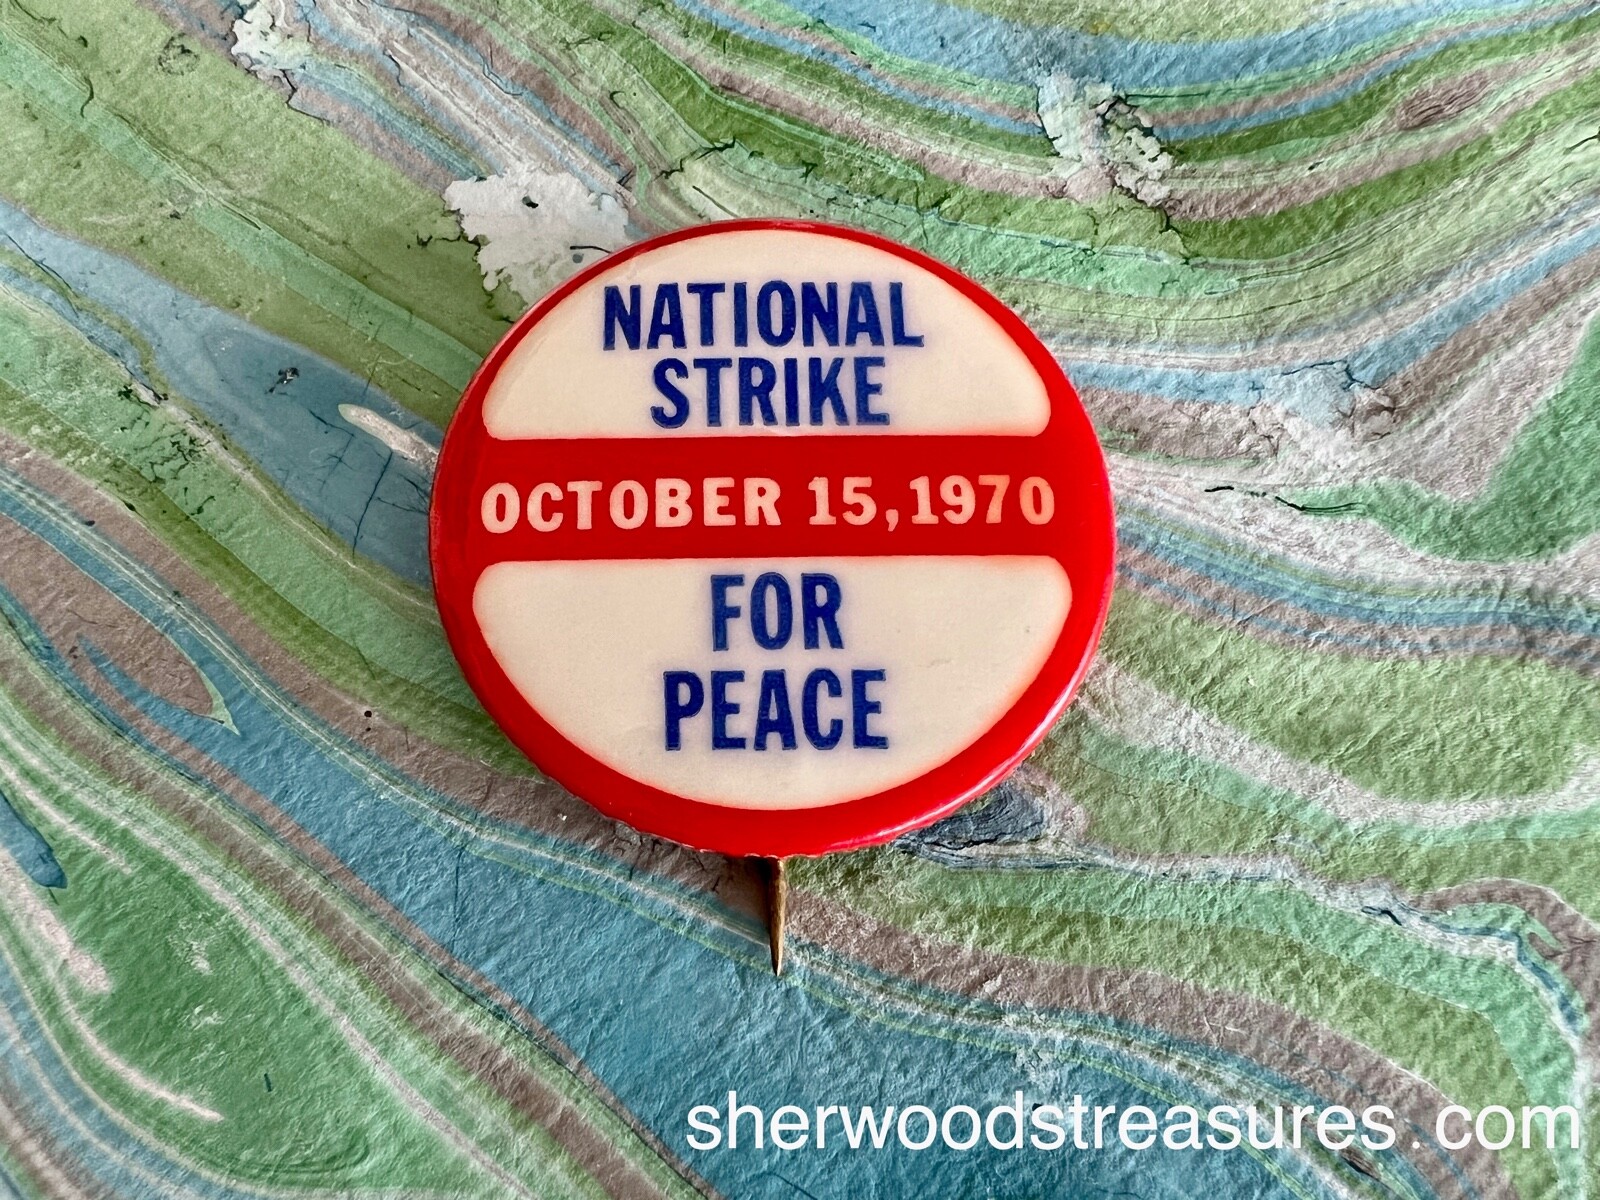 NATIONAL
STRIKE
OCTOBER 15,1970
FOR
PEACE
sherwoodstreasures.com